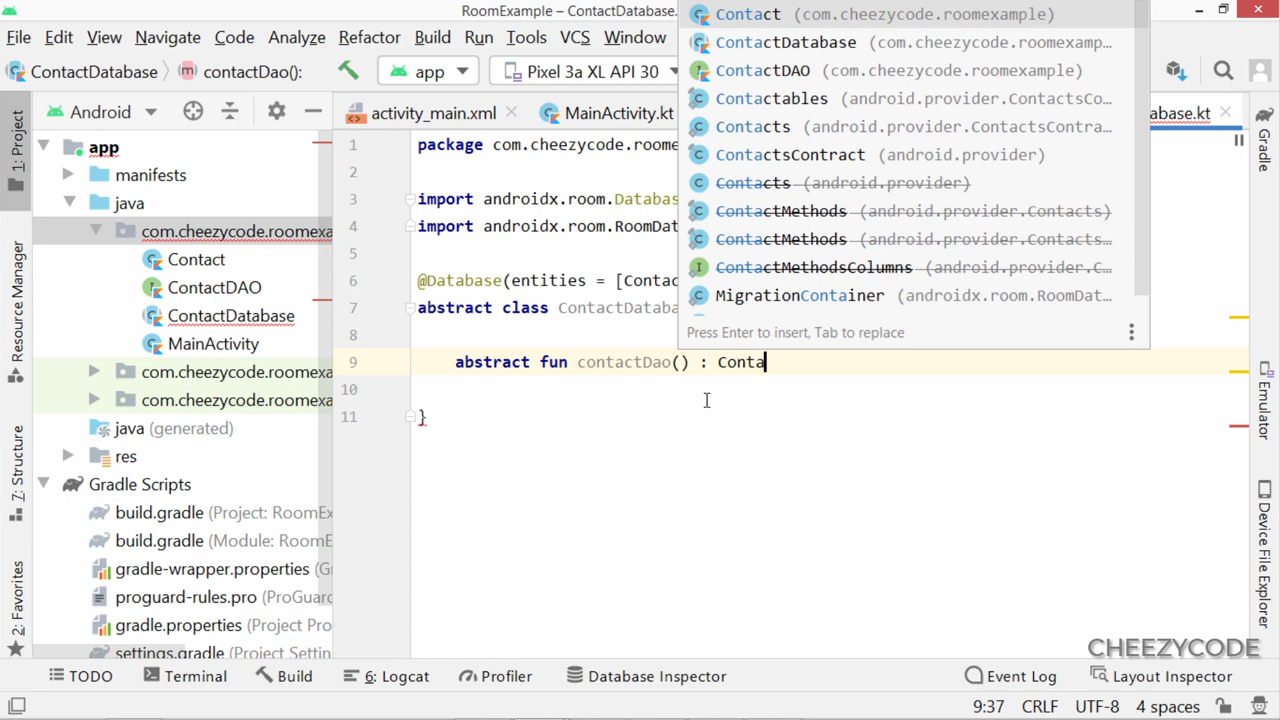 RoomExample – ContactDatabase.
File Edit View Navigate Code Analyze Refactor Build Run Tools VCS Window
ContactDatabase contactDao(): app Pixel 3a XL API 30
Contact (com.cheezycode.roomexample)
ContactDatabase (com.cheezycode.roomexamp…
ContactDAO (com.cheezycode.roomexample)
Contactables (android.provider.ContactsCo…
Contacts (android.provider.ContactsContra…
ContactsContract (android.provider)
Contacts (android.provider)
ContactMethods (android.provider.Contacts)
ContactMethods (android.provider.Contacts…
ContactMethodsColumns (android.provider.C…
MigrationContainer (androidx.room.RoomDat…
Press Enter to insert, Tab to replace
Android
activity_main.xml MainActivity.kt abase.kt
1: Project
Resource Manager
7: Structure
2: Favorites
app
manifests
java
com.cheezycode.roomexa
Contact
ContactDAO
ContactDatabase
MainActivity
com.cheezycode.roomexa
com.cheezycode.roomexa
java (generated)
res
Gradle Scripts
build.gradle (Project: RoomEx
build.gradle (Module: RoomE
gradle-wrapper.properties (G
proguard-rules.pro (ProGuard
gradle.properties (Project Pro
settings.gradle (Project Settin
1 package com.cheezycode.roome
2
3 import androidx.room.Databas
4 import androidx.room.RoomDat
5
6 @Database(entities = [Contac
7 abstract class ContactDataba
8
9 abstract fun contactDao() : Conta
10
11 }
Gradle
Emulator
Device File Explorer
CHEEZYCODE
TODO Terminal Build 6: Logcat Profiler Database Inspector Event Log Layout Inspector
9:37 CRLF UTF-8 4 spaces